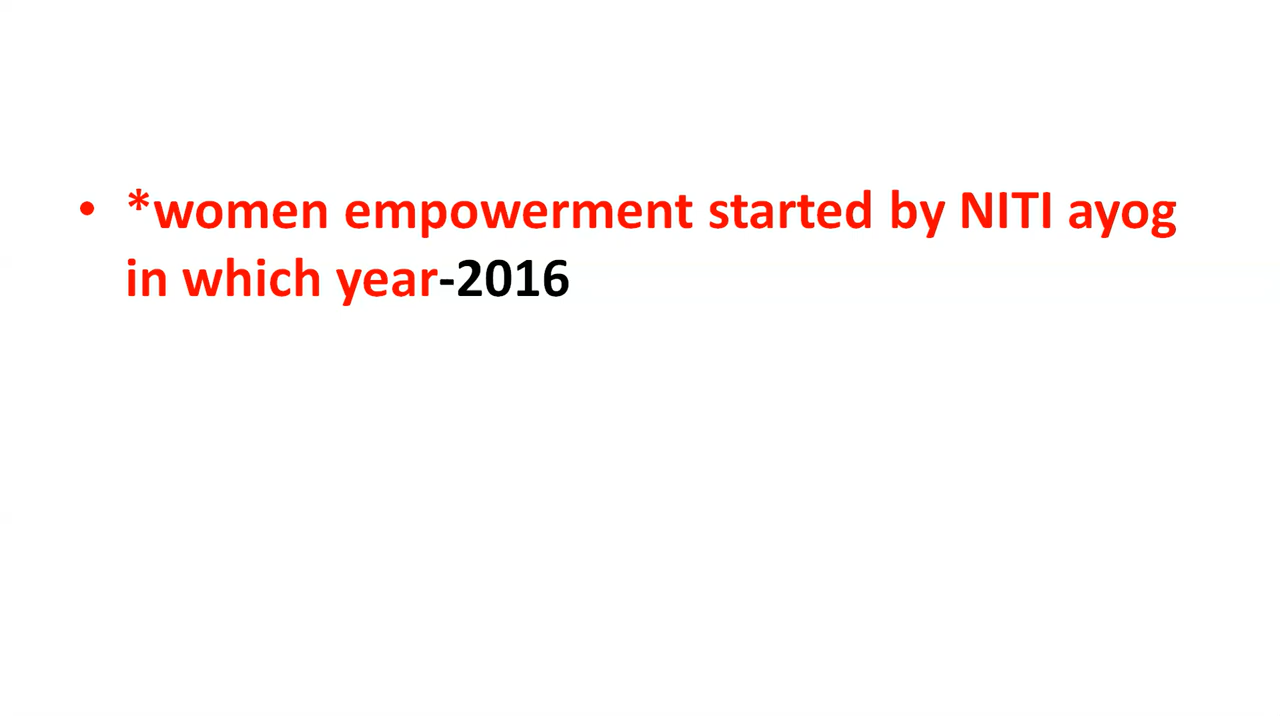 • *women empowerment started by NITI ayog
in which year-2016